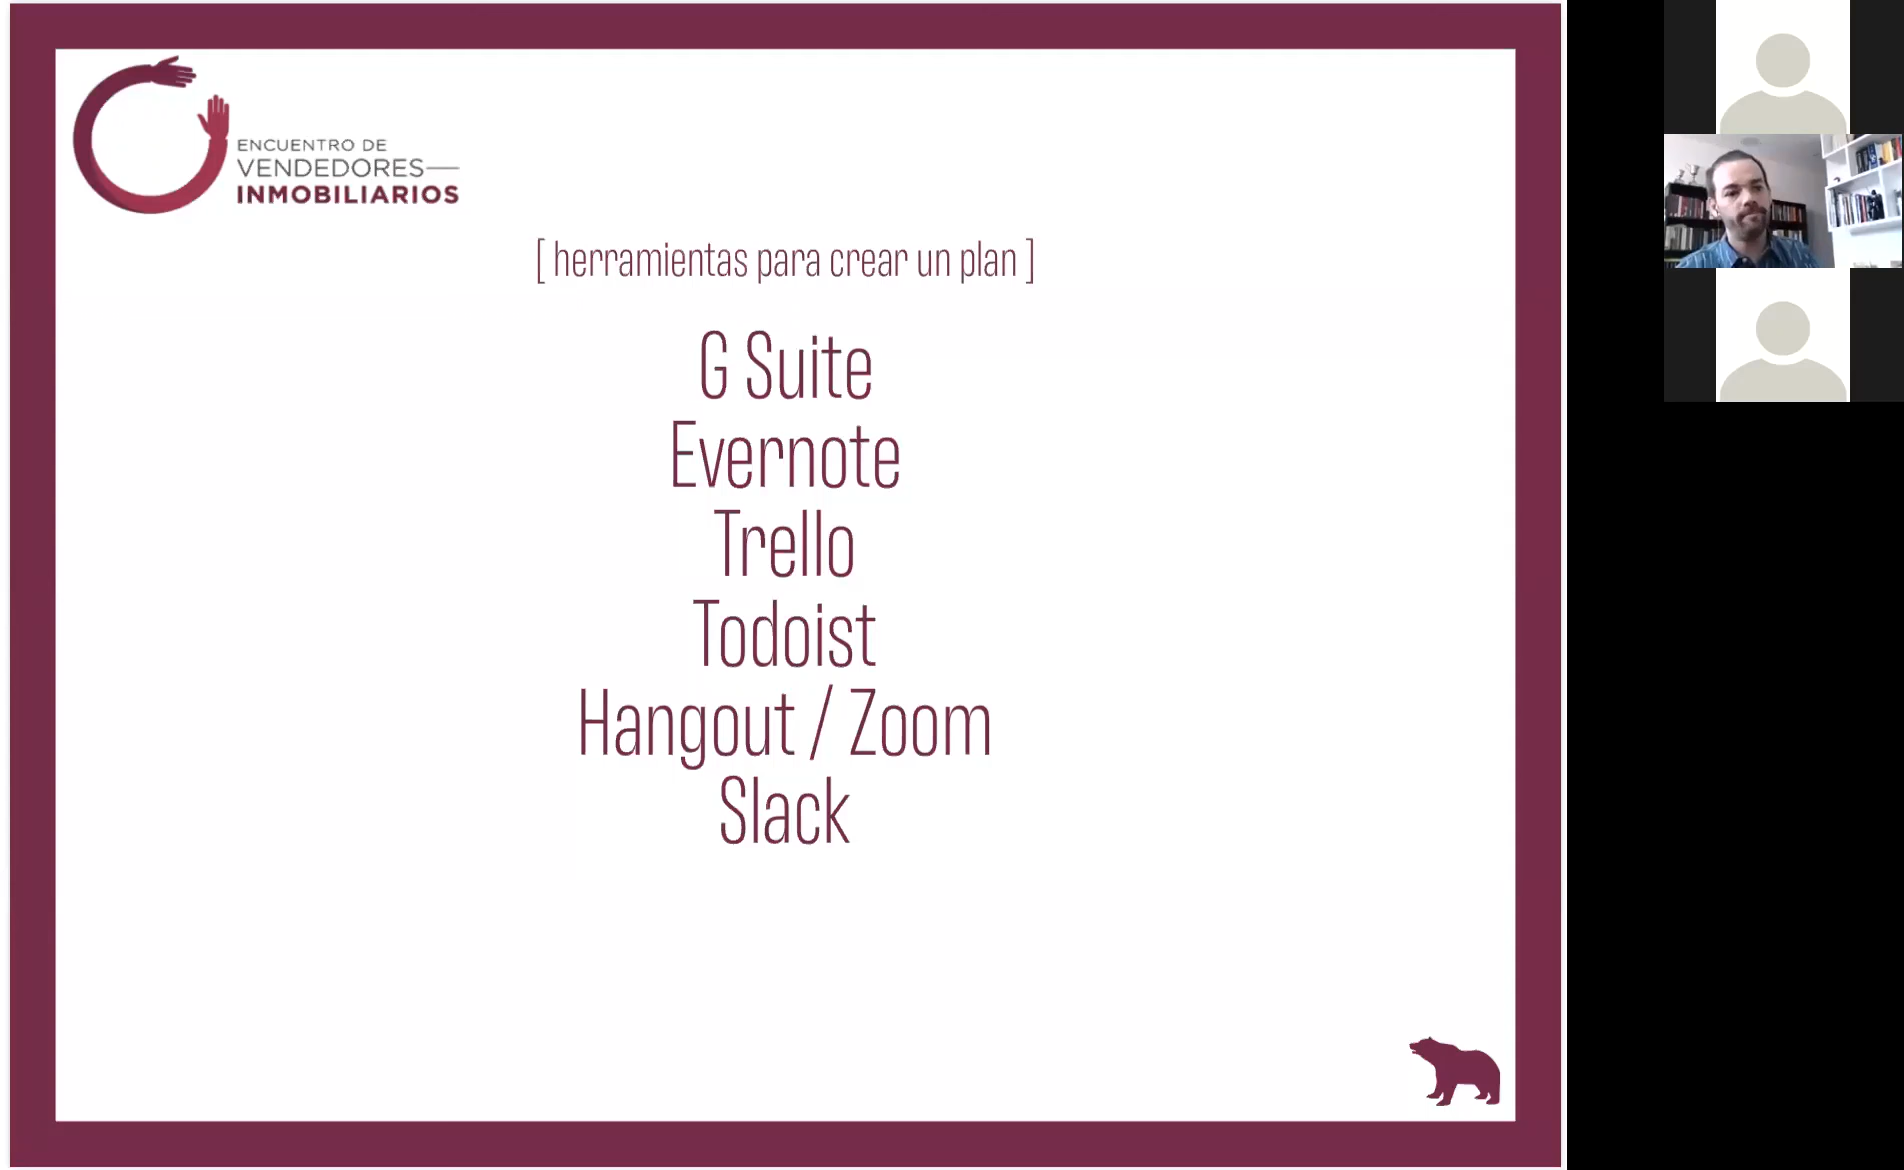 ENCUENTRO DE
VENDEDORES—
INMOBILIARIOS
[ herramientas para crear un plan ]
G Suite
Evernote
Trello
Todoist
Hangout / Zoom
Slack